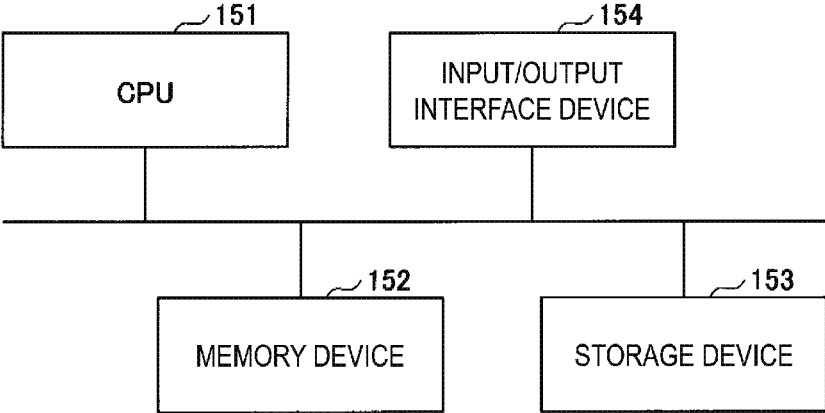 151
CPU
154
INPUT/OUTPUT
INTERFACE DEVICE
152
MEMORY DEVICE
153
STORAGE DEVICE